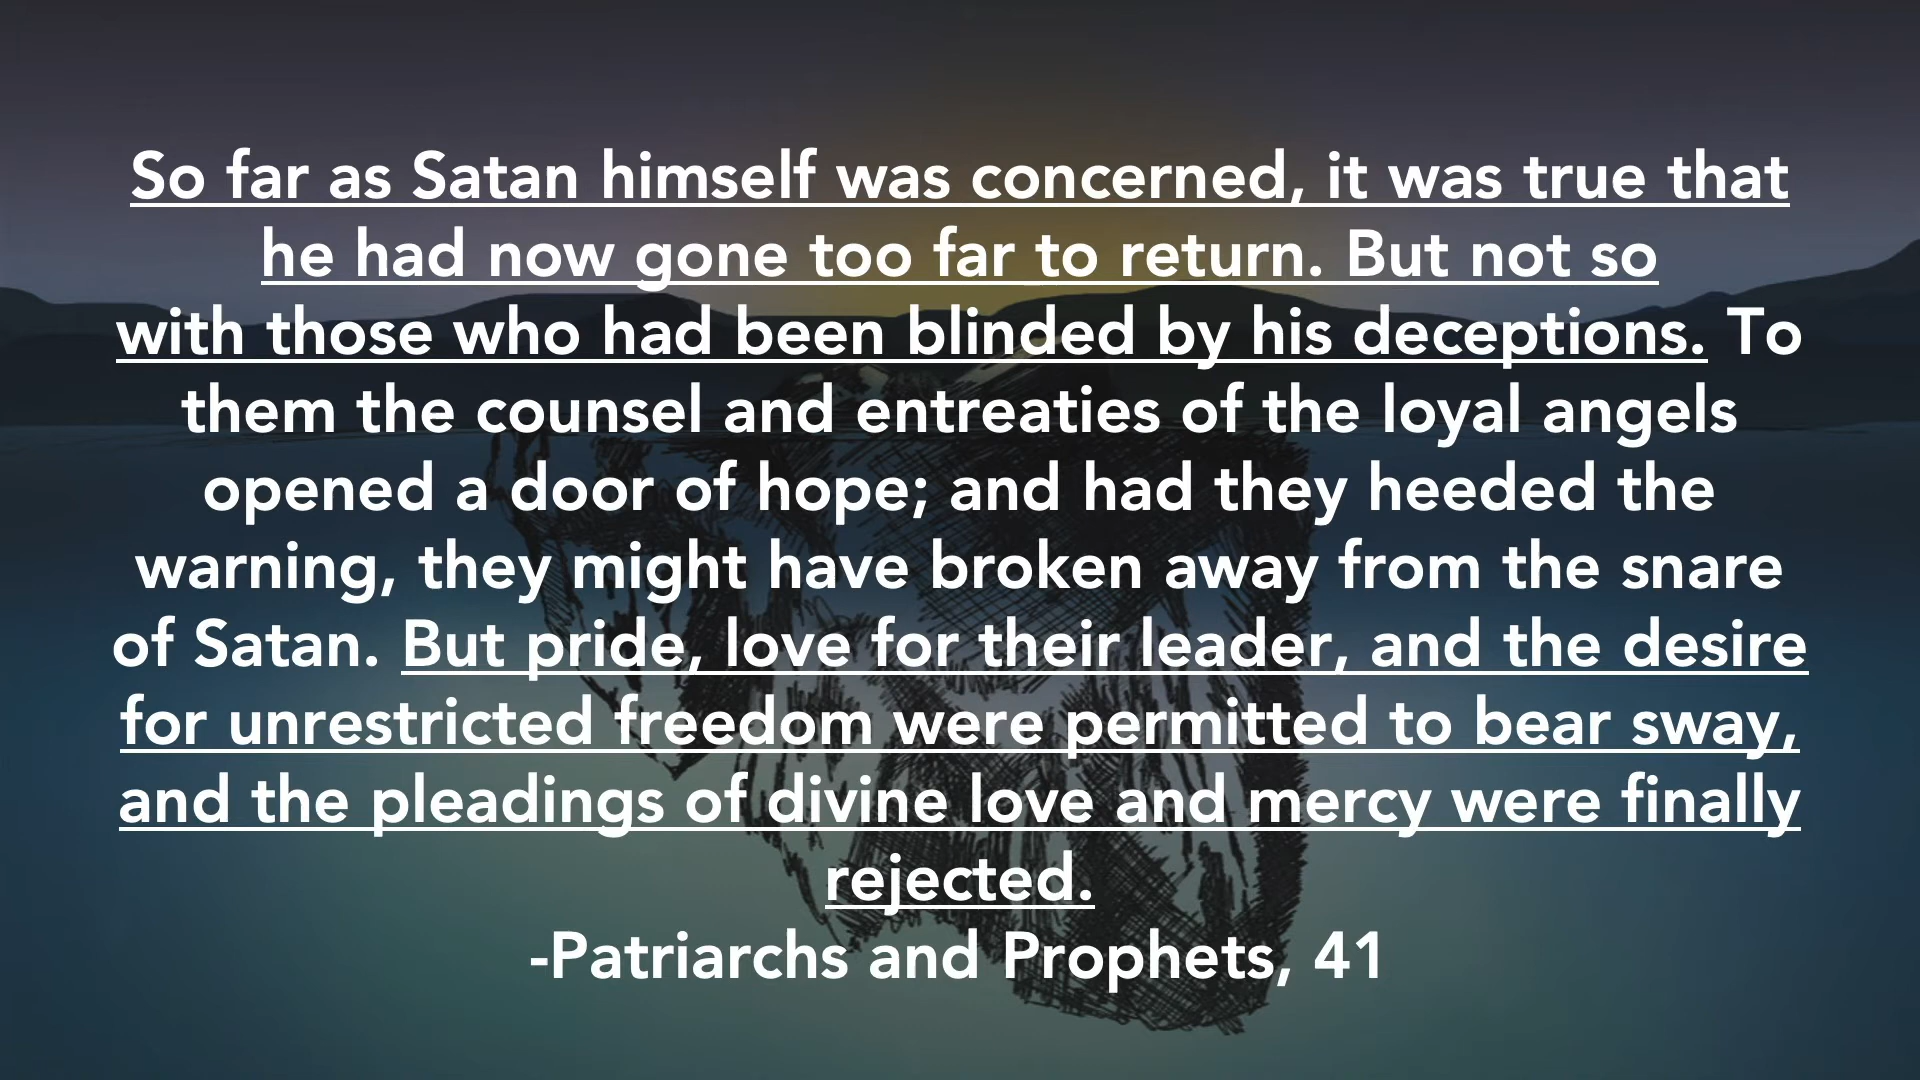 So far as Satan himself was concerned, it was true that
he had now gone too far to return. But not so
with those who had been blinded by his deceptions. To
them the counsel and entreaties of the loyal angels
opened a door of hope; and had they heeded the
warning, they might have broken away from the snare
of Satan. But pride, love for their leader, and the desire
for unrestricted freedom were permitted to bear sway,
and the pleadings of divine love and mercy were finally
rejected.
-Patriarchs and Prophets, 41